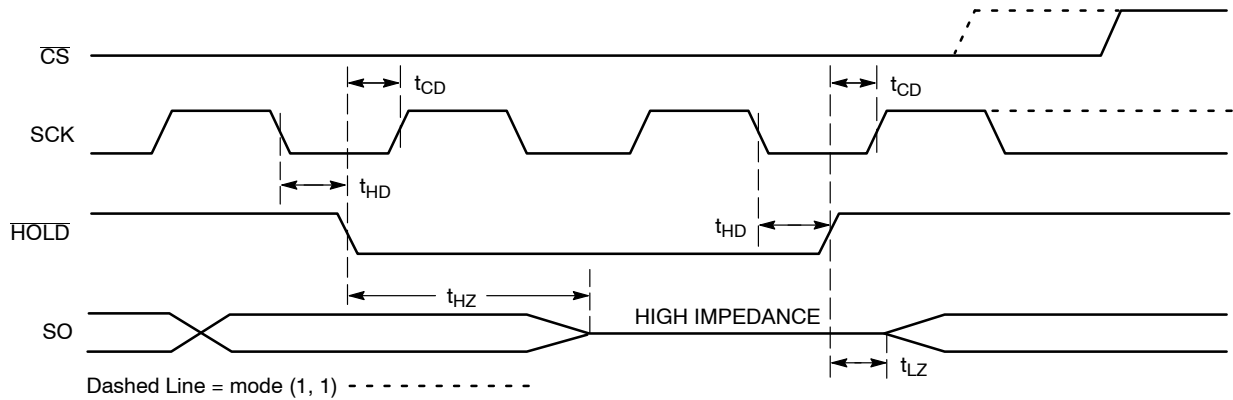 CS
tCD
tCD
SCK
tHD
HOLD
tHD
tHZ
HIGH IMPEDANCE
SO
tLZ
Dashed Line = mode (1, 1)